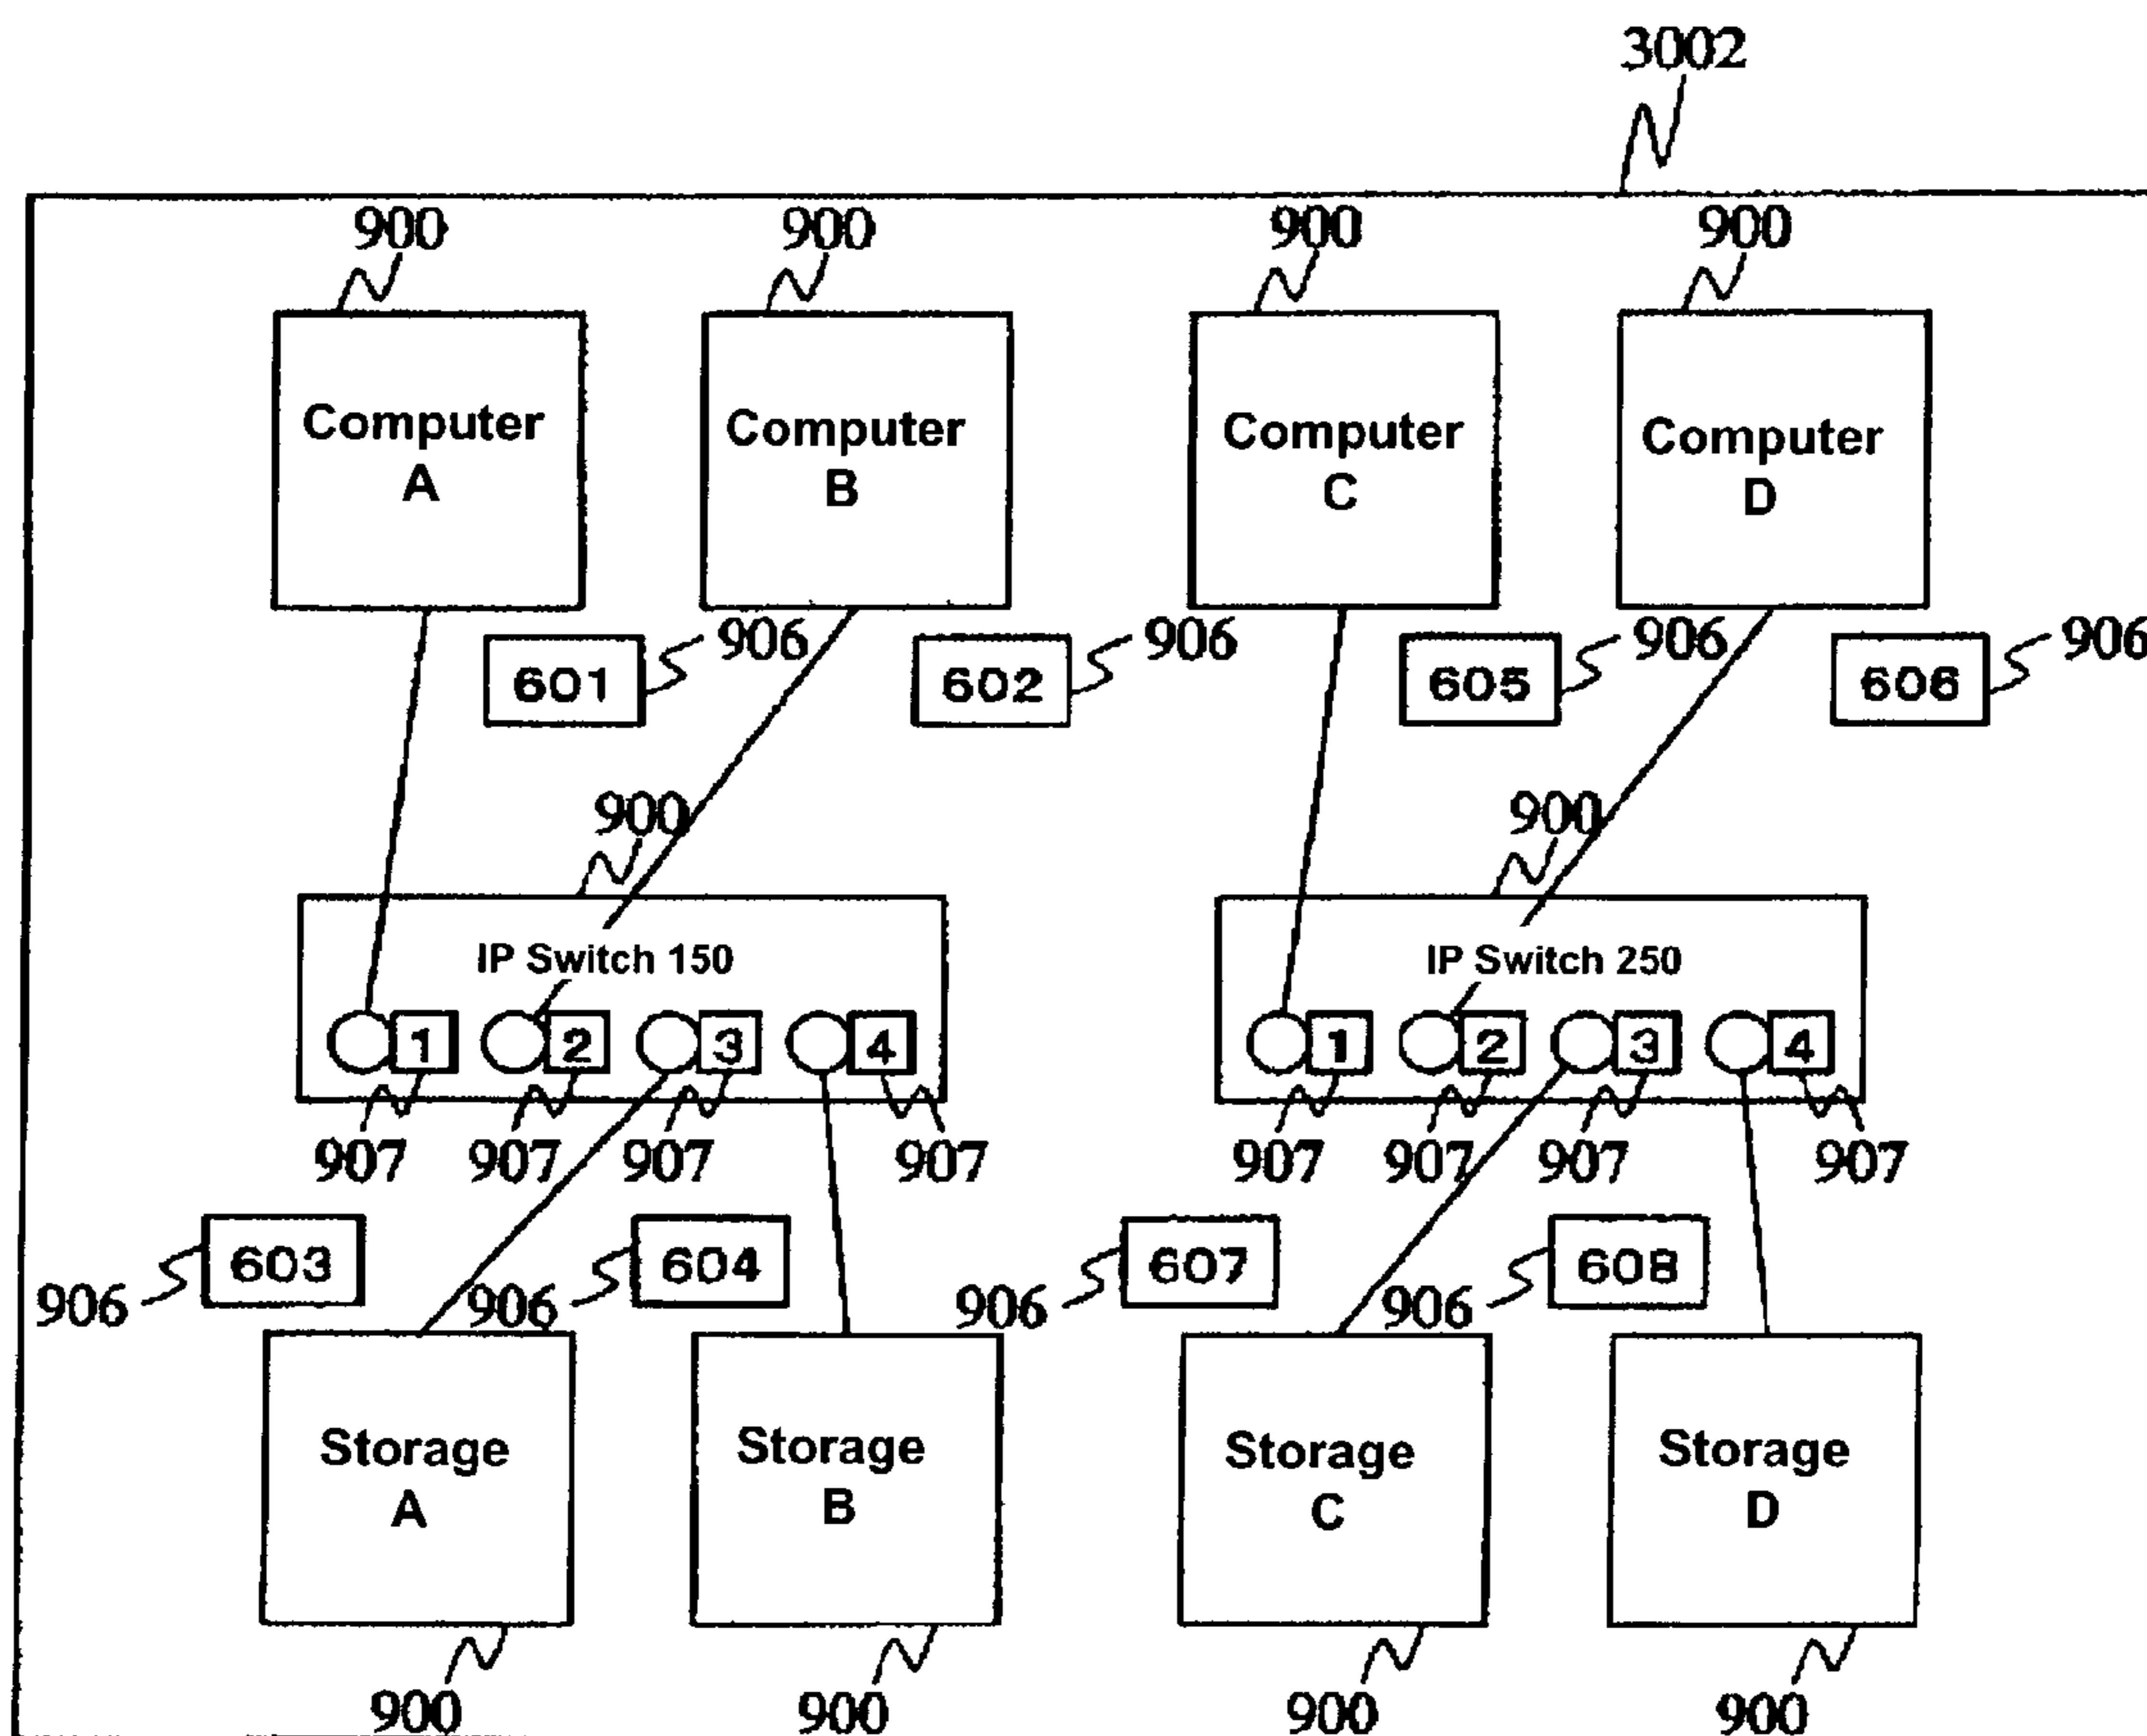 3002
900 900 900 900
Computer
A
Computer
B
Computer
C
Computer
D
601 906 602 906 605 906 606 906
900 900
IP Switch 150
IP Switch 250
1 2 3 4 1 2 3 4
907 907 907 907 907 907 907 907
603 604 607 608
906 906 906 906
Storage
A
Storage
B
Storage
C
Storage
D
900 900 900 900